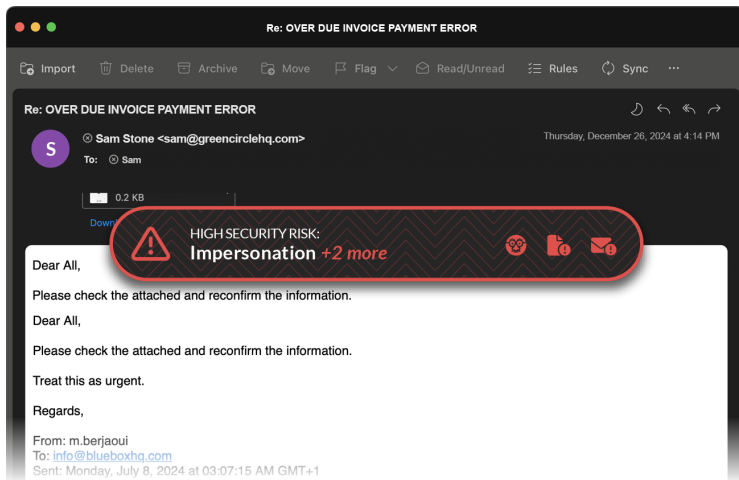 Re: OVER DUE INVOICE PAYMENT ERROR
Import Delete Archive Move Flag Read/Unread Rules Sync ...
Re: OVER DUE INVOICE PAYMENT ERROR
S
Sam Stone <sam@greencirclehq.com>
Thursday, December 26, 2024 at 4:14 PM
To: Sam
0.2 KB
HIGH SECURITY RISK:
Impersonation +2 more
Dear All,
Please check the attached and reconfirm the information.
Dear All,
Please check the attached and reconfirm the information.
Treat this as urgent.
Regards,
From: m.berjaoui
To: info@blueboxhq.com
Sent: Monday, July 8, 2024 at 03:07:15 AM GMT+1